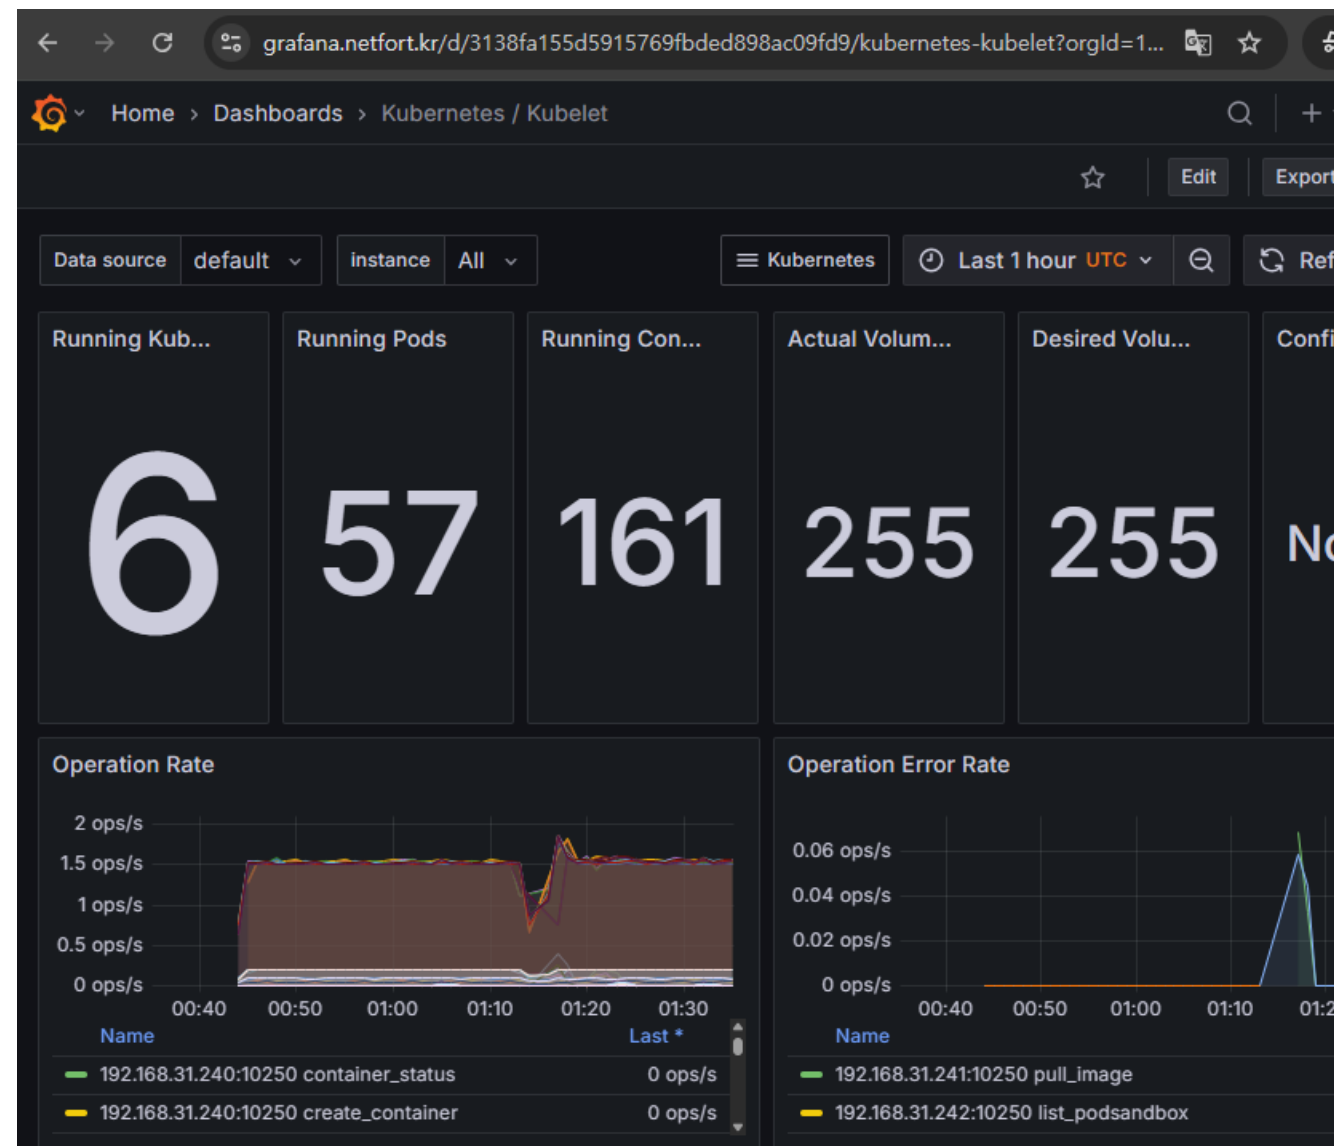 grafana.netfort.kr/d/3138fa155d5915769fbded898ac09fd9/kubernetes-kubelet?orgId=1...
Home › Dashboards › Kubernetes / Kubelet
Edit
Export
Data source default
instance All
Kubernetes
Last 1 hour UTC
Ref
Running Kub...
Running Pods
Running Con...
Actual Volum...
Desired Volu...
Confi
6
57
161
255
255
No
Operation Rate
2 ops/s
1.5 ops/s
1 ops/s
0.5 ops/s
0 ops/s
00:40 00:50 01:00 01:10 01:20 01:30
Name Last *
192.168.31.240:10250 container_status 0 ops/s
192.168.31.240:10250 create_container 0 ops/s
Operation Error Rate
0.06 ops/s
0.04 ops/s
0.02 ops/s
0 ops/s
00:40 00:50 01:00 01:10 01:2
Name
192.168.31.241:10250 pull_image
192.168.31.242:10250 list_podsandbox